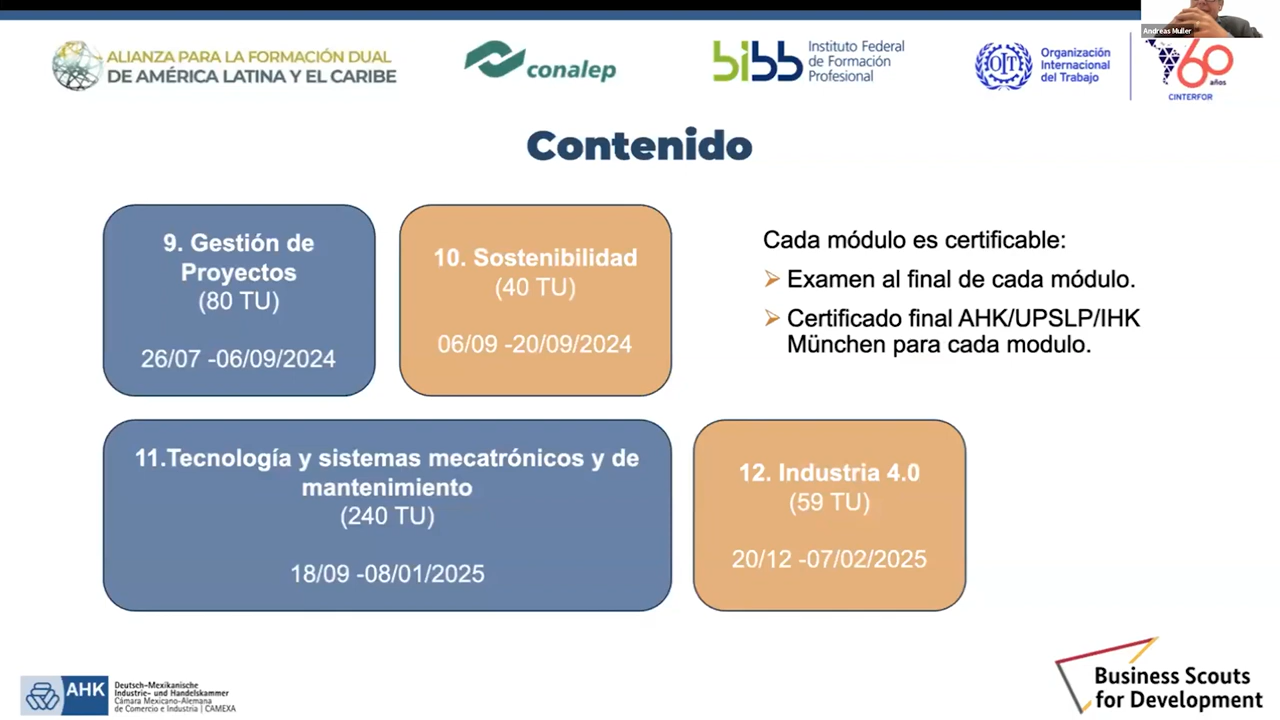 Andreas Muller
ALIANZA PARA LA FORMACIÓN DUAL
DE AMÉRICA LATINA Y EL CARIBE
conalep
bibb
Instituto Federal
de Formación
Profesional
OIT
Organización
Internacional
del Trabajo
60
años
CINTERFOR
Contenido
9. Gestión de
Proyectos
(80 TU)
26/07 -06/09/2024
10. Sostenibilidad
(40 TU)
06/09 -20/09/2024
Cada módulo es certificable:
Examen al final de cada módulo.
Certificado final AHK/UPSLP/IHK
München para cada modulo.
11.Tecnología y sistemas mecatrónicos y de
mantenimiento
(240 TU)
18/09 -08/01/2025
12. Industria 4.0
(59 TU)
20/12 -07/02/2025
AHK
Deutsch-Mexikanische
Industrie- und Handelskammer
Cámara Mexicano-Alemana
de Comercio e Industria | CAMEXA
Business Scouts
for Development